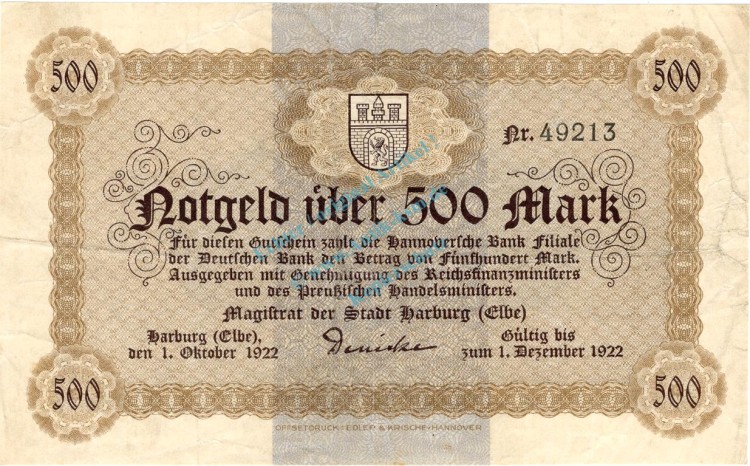 500 500
Nr. 49213
Notgeld über 500 Mark
Für diesen Gutschein zahlt die Hannoversche Bank Filiale
der Deutschen Bank den Betrag von Fünfhundert Mark.
Ausgegeben mit Genehmigung des Reichsfinanzministers
und des Preußischen Handelsministers.
Magistrat der Stadt Harburg (Elbe)
Harburg (Elbe), Gültig bis
den 1. Oktober 1922 Denicke zum 1. Dezember 1922
500 500
OFFSETDRUCK=EDLER & KRISCHE=HANNOVER